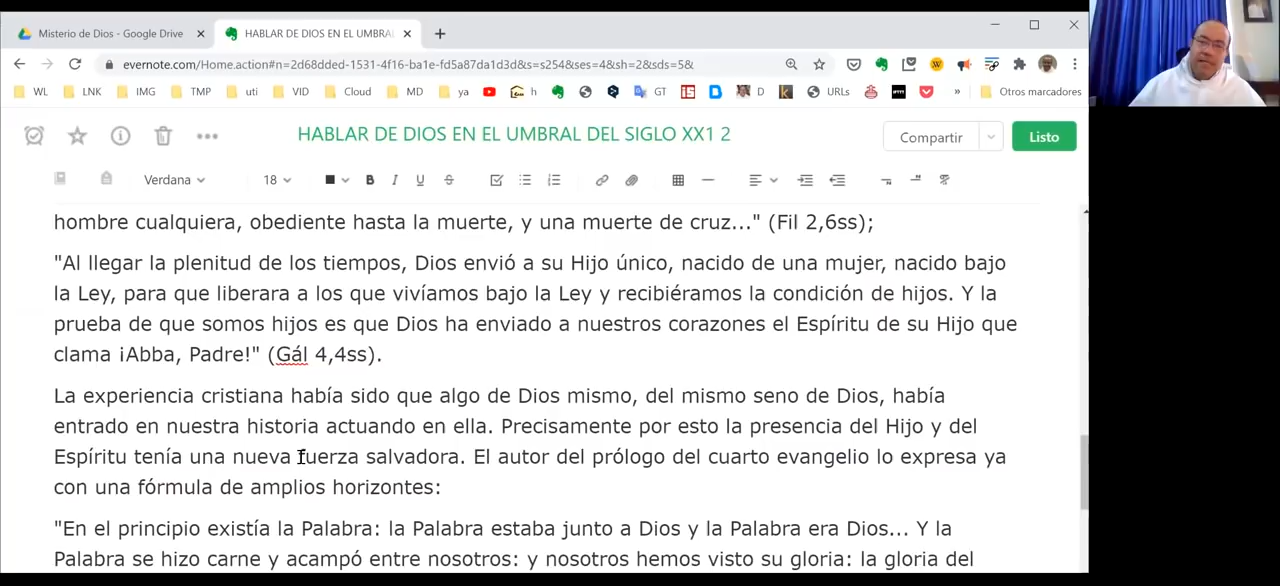 Misterio de Dios - Google Drive
HABLAR DE DIOS EN EL UMBRAL
evernote.com/Home.action#n=2d68dded-1531-4f16-ba1e-fd5a87da1d3d&s=s254&ses=4&sh=2&sds=5&
WL LNK IMG TMP uti VID Cloud MD ya h GT D URLs » Otros marcadores
HABLAR DE DIOS EN EL UMBRAL DEL SIGLO XX1 2
Compartir
Listo
Verdana 18 B I U S
hombre cualquiera, obediente hasta la muerte, y una muerte de cruz..." (Fil 2,6ss);
"Al llegar la plenitud de los tiempos, Dios envió a su Hijo único, nacido de una mujer, nacido bajo
la Ley, para que liberara a los que vivíamos bajo la Ley y recibiéramos la condición de hijos. Y la
prueba de que somos hijos es que Dios ha enviado a nuestros corazones el Espíritu de su Hijo que
clama ¡Abba, Padre!" (Gál 4,4ss).
La experiencia cristiana había sido que algo de Dios mismo, del mismo seno de Dios, había
entrado en nuestra historia actuando en ella. Precisamente por esto la presencia del Hijo y del
Espíritu tenía una nueva fuerza salvadora. El autor del prólogo del cuarto evangelio lo expresa ya
con una fórmula de amplios horizontes:
"En el principio existía la Palabra: la Palabra estaba junto a Dios y la Palabra era Dios... Y la
Palabra se hizo carne y acampó entre nosotros: y nosotros hemos visto su gloria: la gloria del